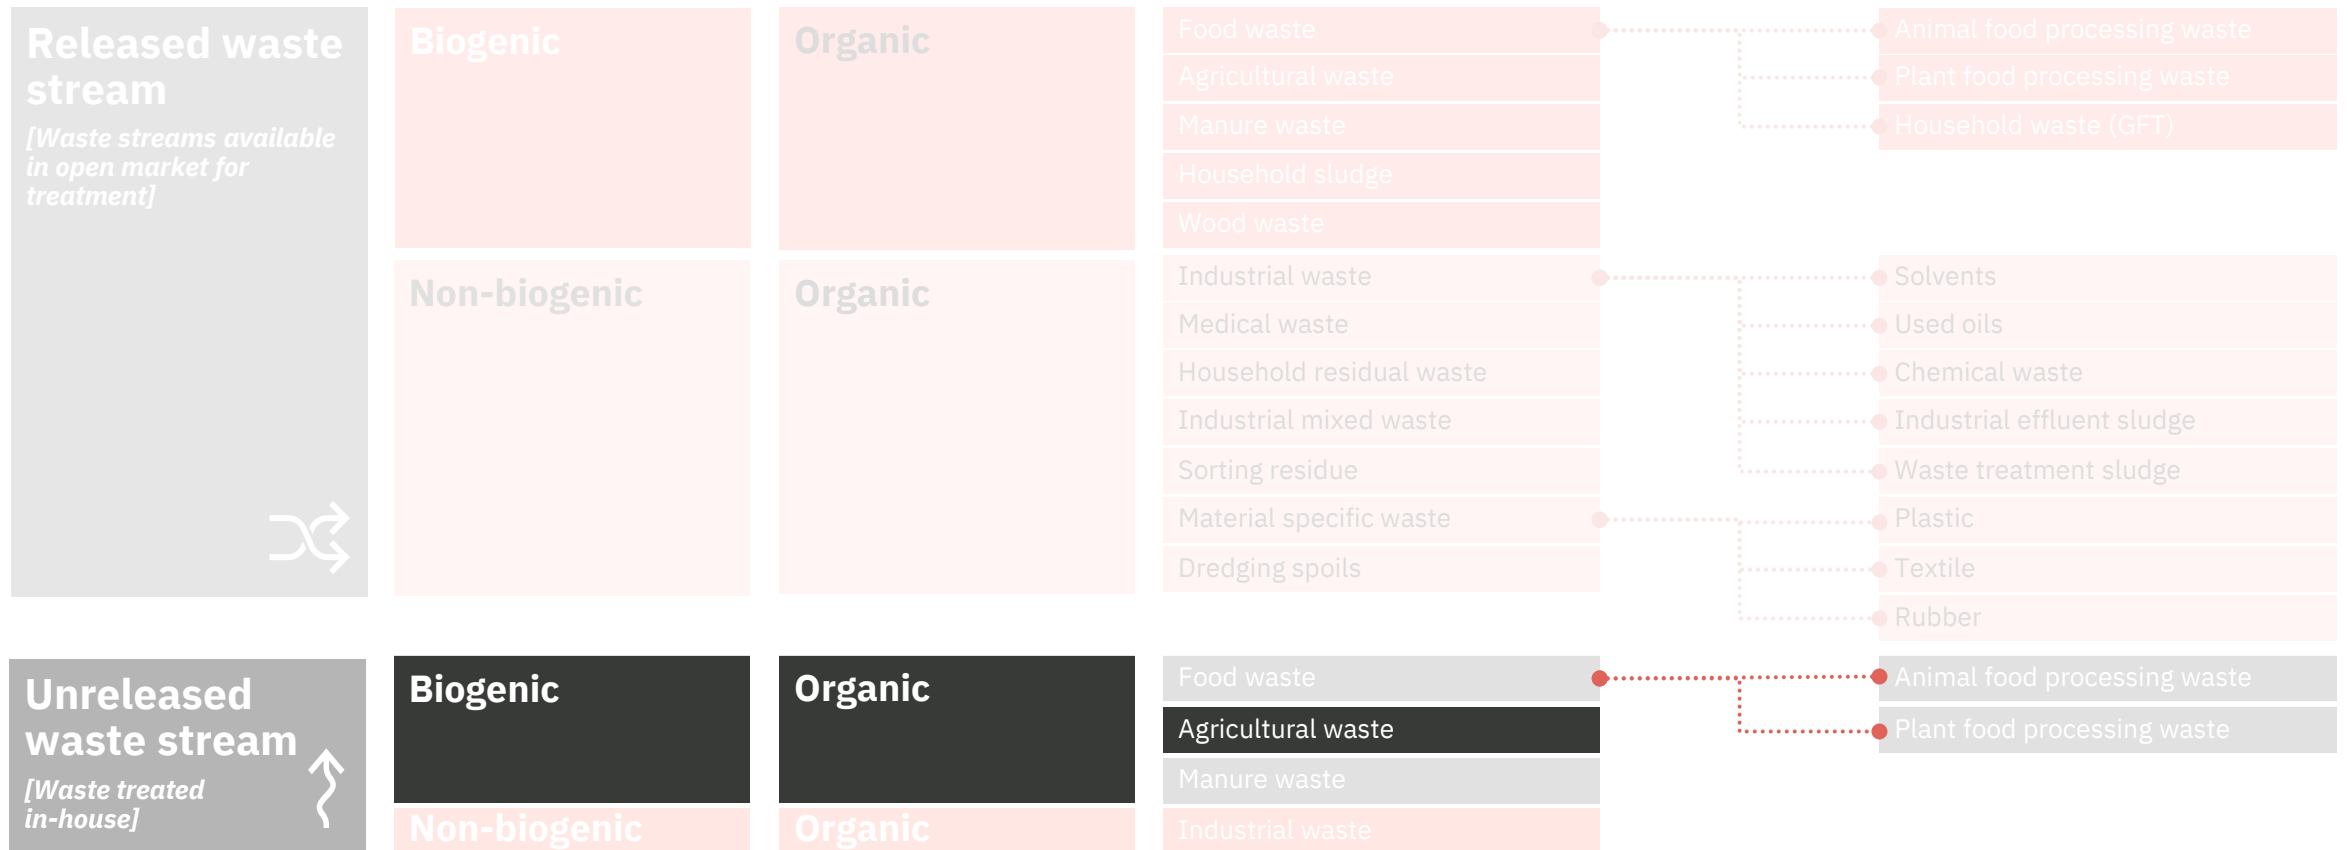 Released waste
stream
[Waste streams available
in open market for
treatment]
Biogenic
Organic
Food waste
Agricultural waste
Manure waste
Household sludge
Wood waste
Animal food processing waste
Plant food processing waste
Household waste (GFT)
Non-biogenic
Organic
Industrial waste
Medical waste
Household residual waste
Industrial mixed waste
Sorting residue
Material specific waste
Dredging spoils
Solvents
Used oils
Chemical waste
Industrial effluent sludge
Waste treatment sludge
Plastic
Textile
Rubber
Unreleased
waste stream
[Waste treated
in-house]
Biogenic
Organic
Food waste
Agricultural waste
Manure waste
Animal food processing waste
Plant food processing waste
Non-biogenic
Organic
Industrial waste